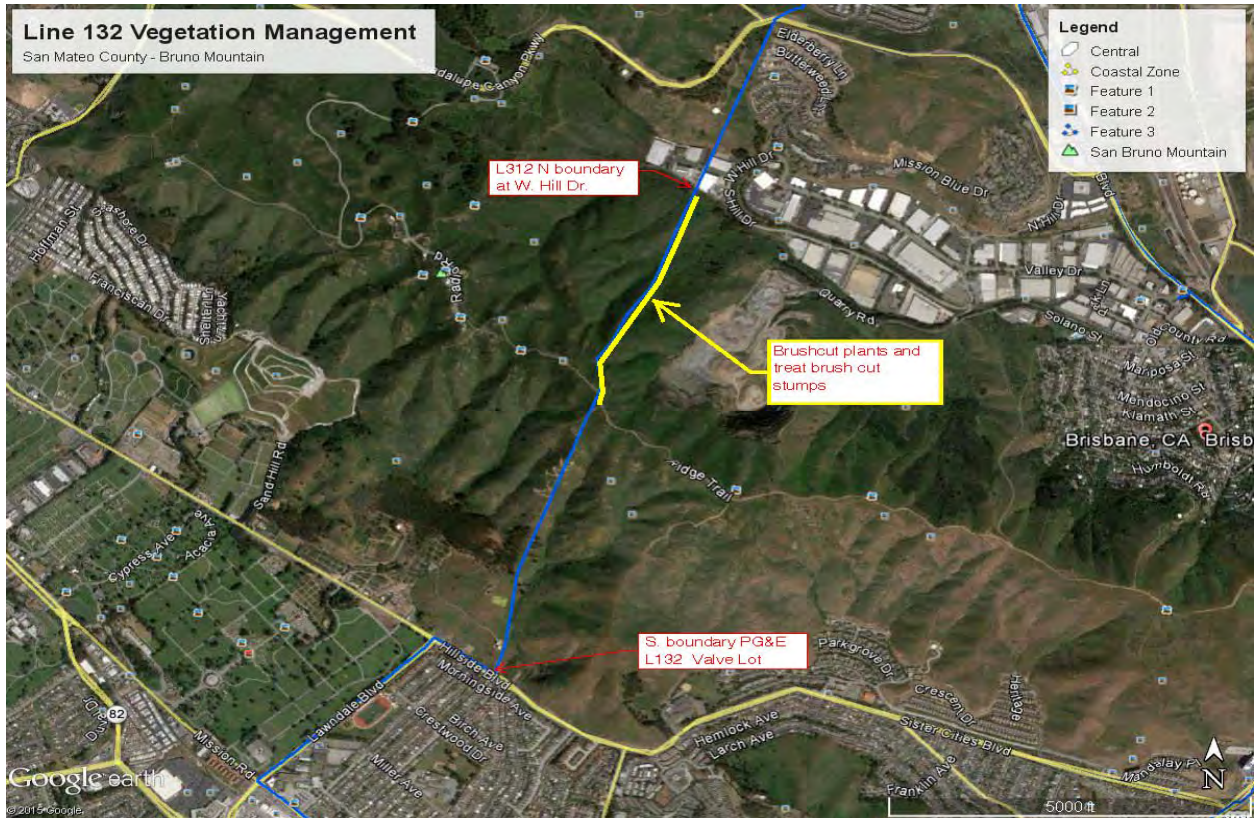 Line 132 Vegetation Management
San Mateo County - Bruno Mountain
Legend
Central
Coastal Zone
Feature 1
Feature 2
Feature 3
San Bruno Mountain
Elderberry Ln
L312 N boundary
at W. Hill Dr.
W Hill Dr
S Hill Dr
Mission Blue Dr
N Hill Dr
Blvd
Valley Dr
Hoffman St
Franciscan Dr
Radio Rd
Quarry Rd
Solano St
Old County Rd
Mariposa St
Mendocino St
Klamath St
Brushcut plants and
treat brush cut
stumps
Brisbane, CA
Brisb
Humboldt Rd
Sand Hill Rd
Ridge Trail
Cypress Ave
Acacia Ave
S. boundary PG&E
L132 Valve Lot
Hillside Blvd
Morningside Ave
Parkgrove Dr
Crescent Dr
Heritage
Lawndale Blvd
Birch Ave
Crestwood Dr
Miller Ave
Hemlock Ave
Larch Ave
Sister Cities Blvd
Franklin Ave
Mandalay Pl
82
Mission Rd
Google earth
© 2015 Google
N
5000 ft